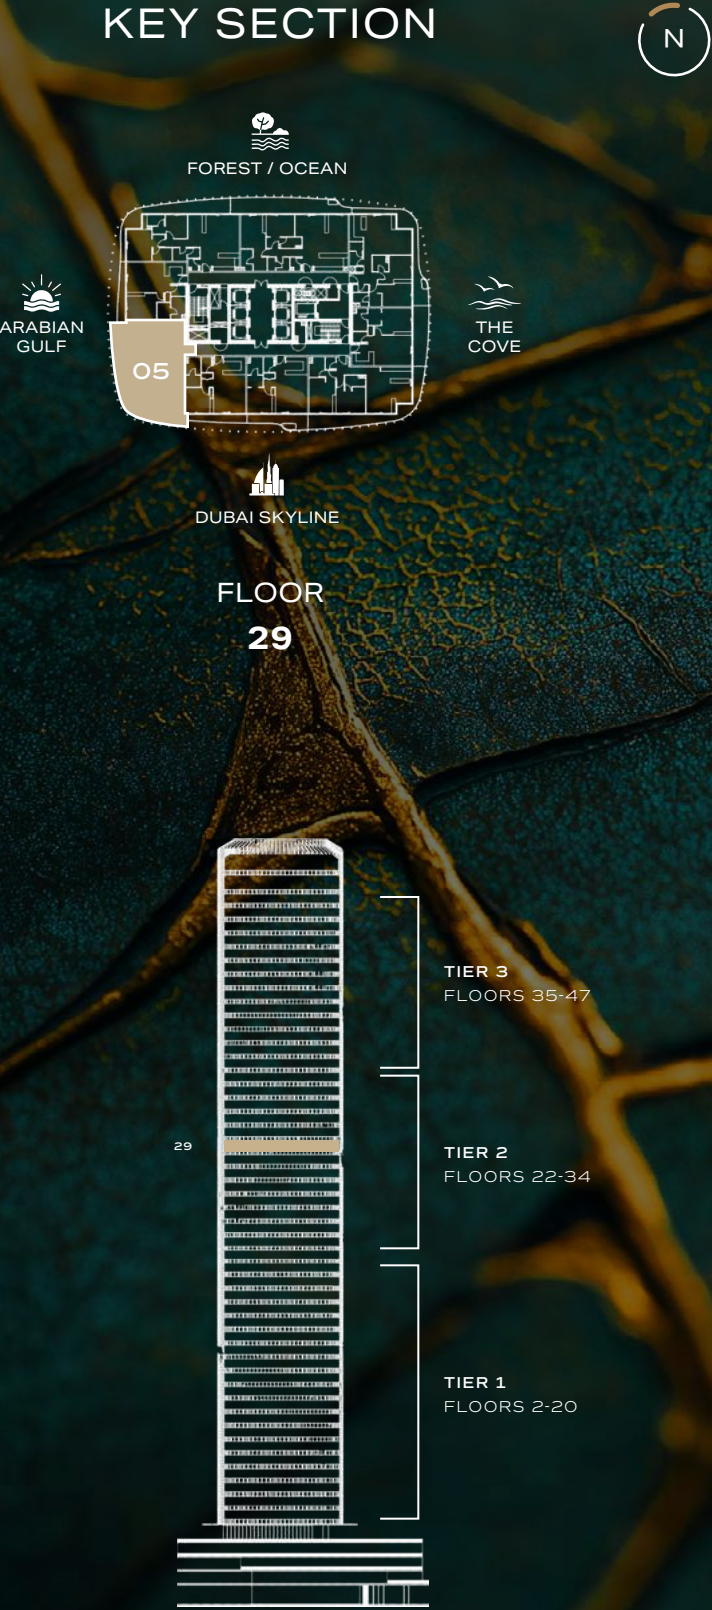 KEY SECTION
N
FOREST / OCEAN
ARABIAN
GULF
THE
COVE
05
DUBAI SKYLINE
FLOOR
29
TIER 3
FLOORS 35-47
29
TIER 2
FLOORS 22-34
TIER 1
FLOORS 2-20